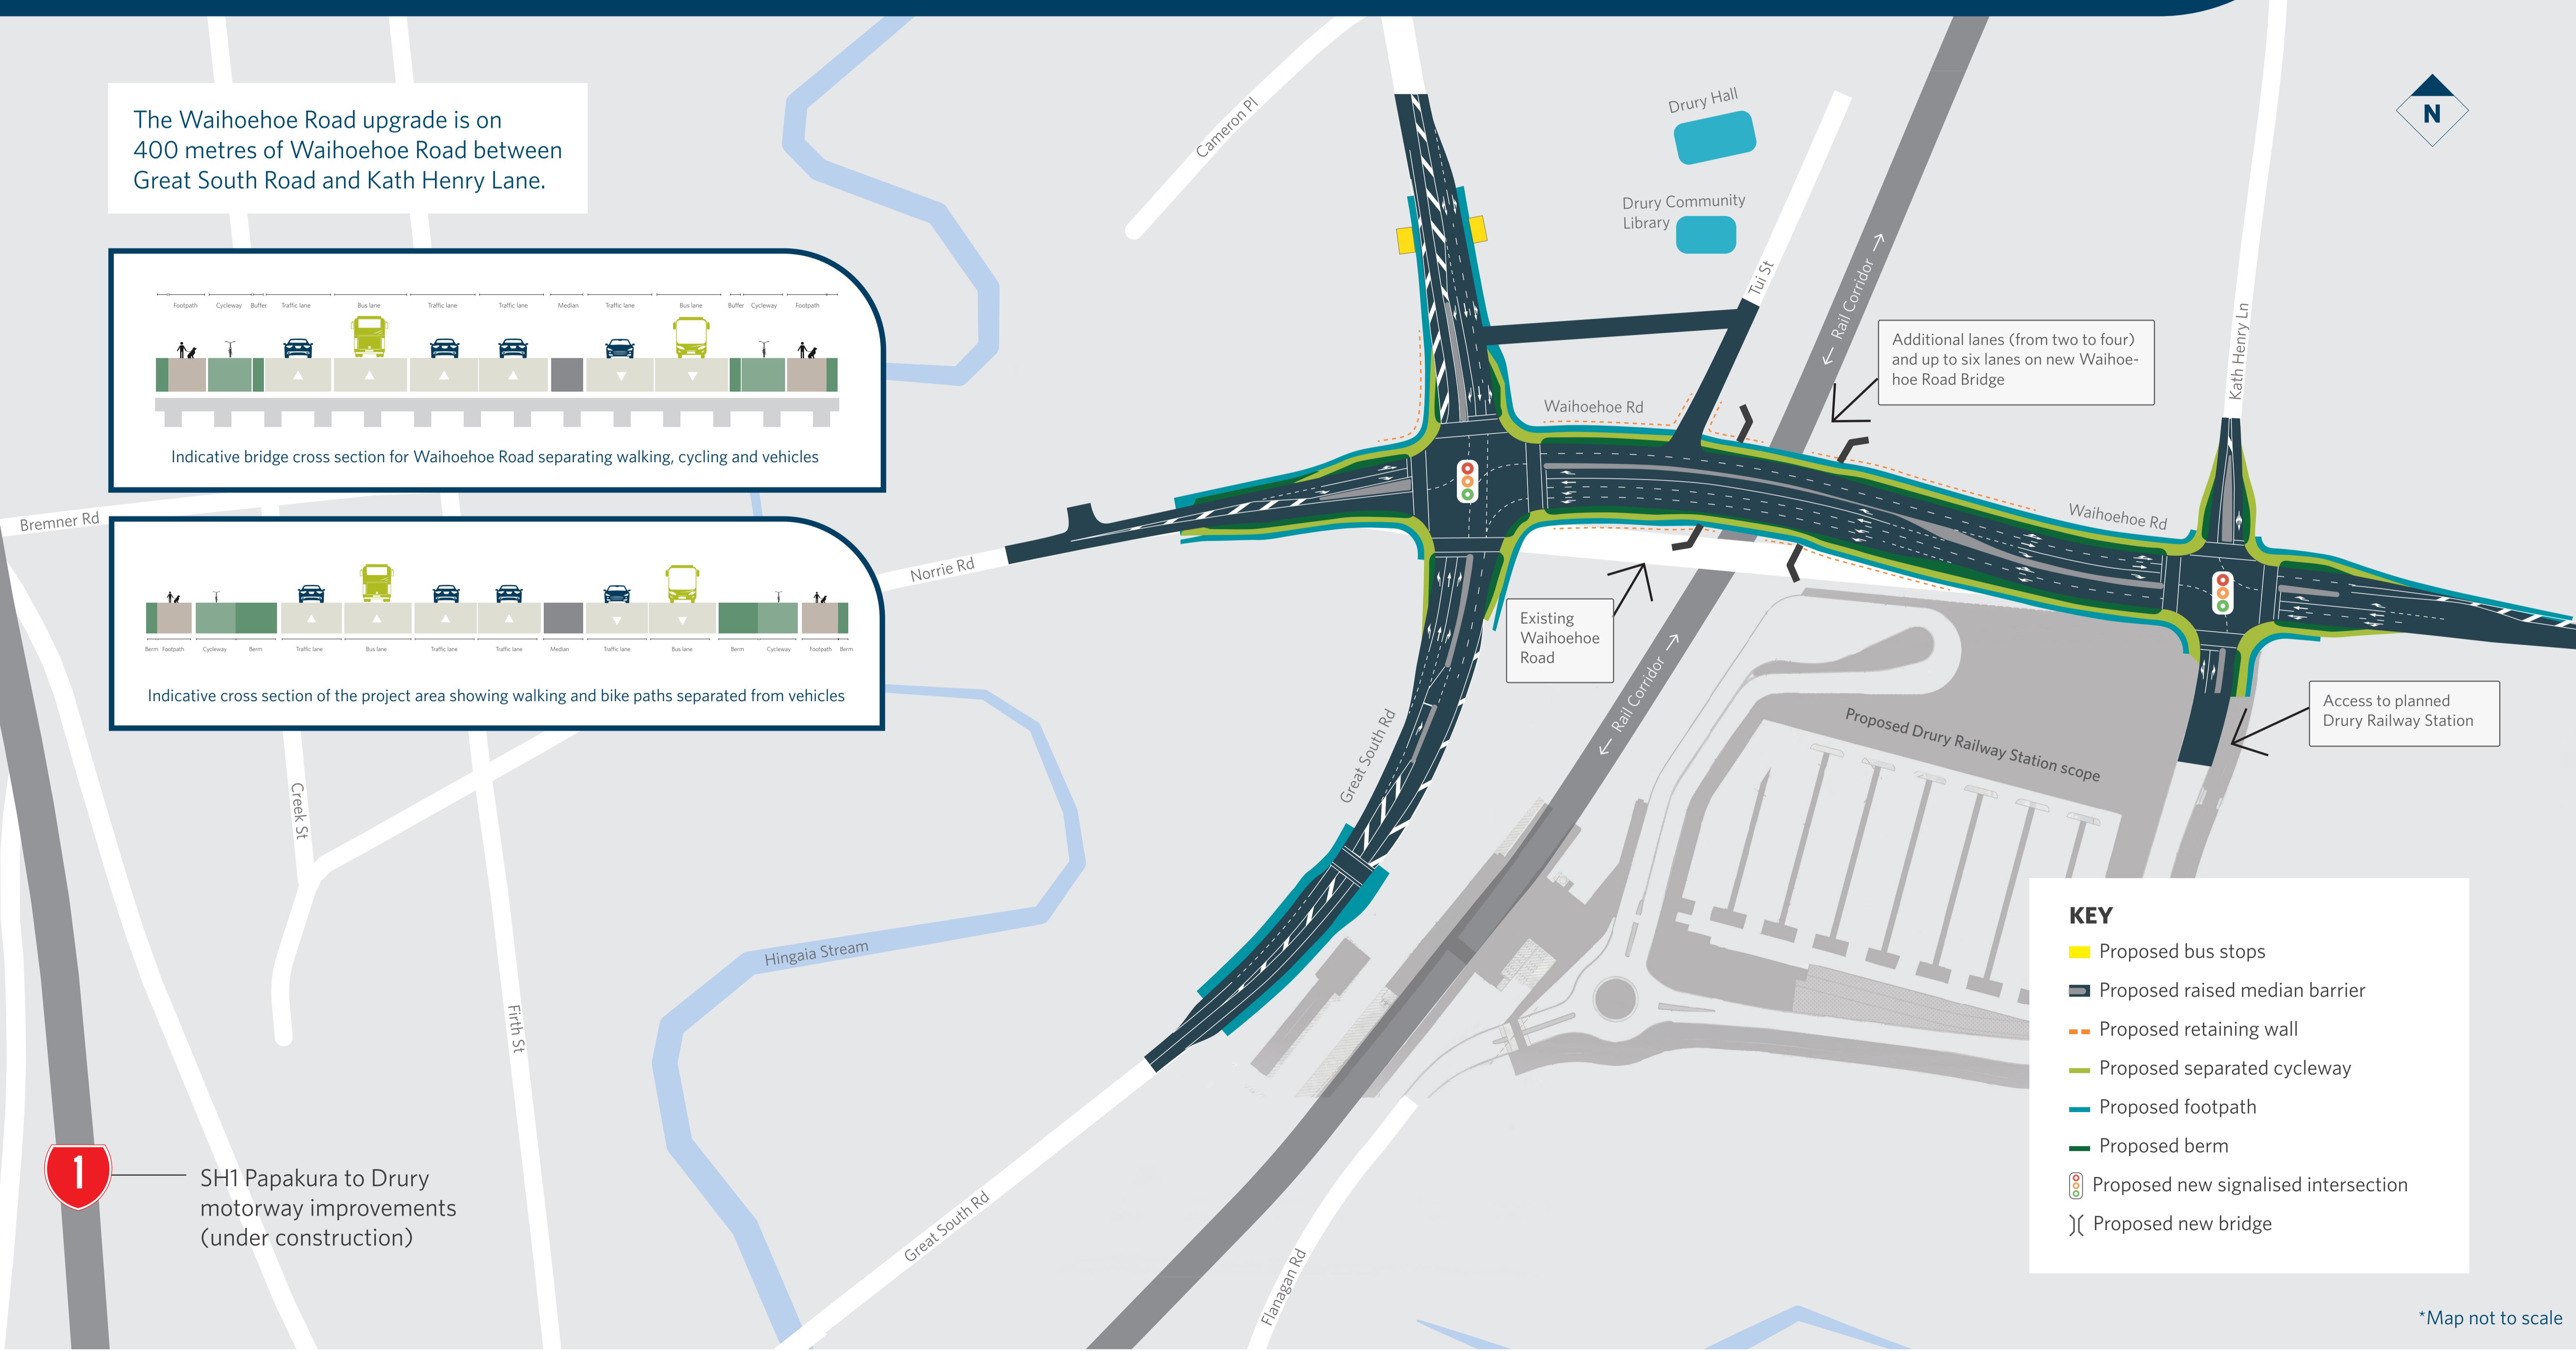 The Waihoehoe Road upgrade is on
400 metres of Waihoehoe Road between
Great South Road and Kath Henry Lane.
N
Footpath Cycleway Buffer Traffic lane Bus lane Traffic lane Traffic lane Median Traffic lane Bus lane Buffer Cycleway Footpath
Indicative bridge cross section for Waihoehoe Road separating walking, cycling and vehicles
Berm Footpath Cycleway Berm Traffic lane Bus lane Traffic lane Traffic lane Median Traffic lane Bus lane Berm Cycleway Footpath Berm
Indicative cross section of the project area showing walking and bike paths separated from vehicles
Cameron Pl
Drury Hall
Drury Community
Library
Tui St
← Rail Corridor →
Additional lanes (from two to four)
and up to six lanes on new Waihoe-
hoe Road Bridge
Kath Henry Ln
Waihoehoe Rd
Waihoehoe Rd
Bremner Rd
Norrie Rd
Existing
Waihoehoe
Road
← Rail Corridor →
Great South Rd
Proposed Drury Railway Station scope
Access to planned
Drury Railway Station
Creek St
Firth St
Hingaia Stream
Great South Rd
Flanagan Rd
1
SH1 Papakura to Drury
motorway improvements
(under construction)
KEY
Proposed bus stops
Proposed raised median barrier
Proposed retaining wall
Proposed separated cycleway
Proposed footpath
Proposed berm
Proposed new signalised intersection
Proposed new bridge
*Map not to scale